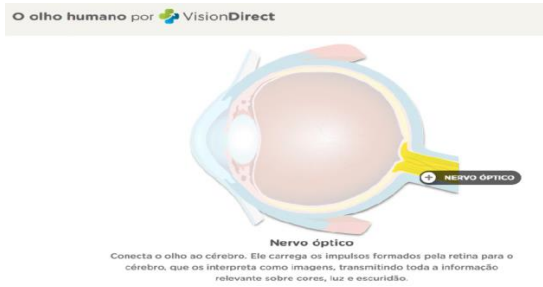 O olho humano por VisionDirect
NERVO ÓPTICO
Nervo óptico
Conecta o olho ao cérebro. Ele carrega os impulsos formados pela retina para o
cérebro, que os interpreta como imagens, transmitindo toda a informação
relevante sobre cores, luz e escuridão.